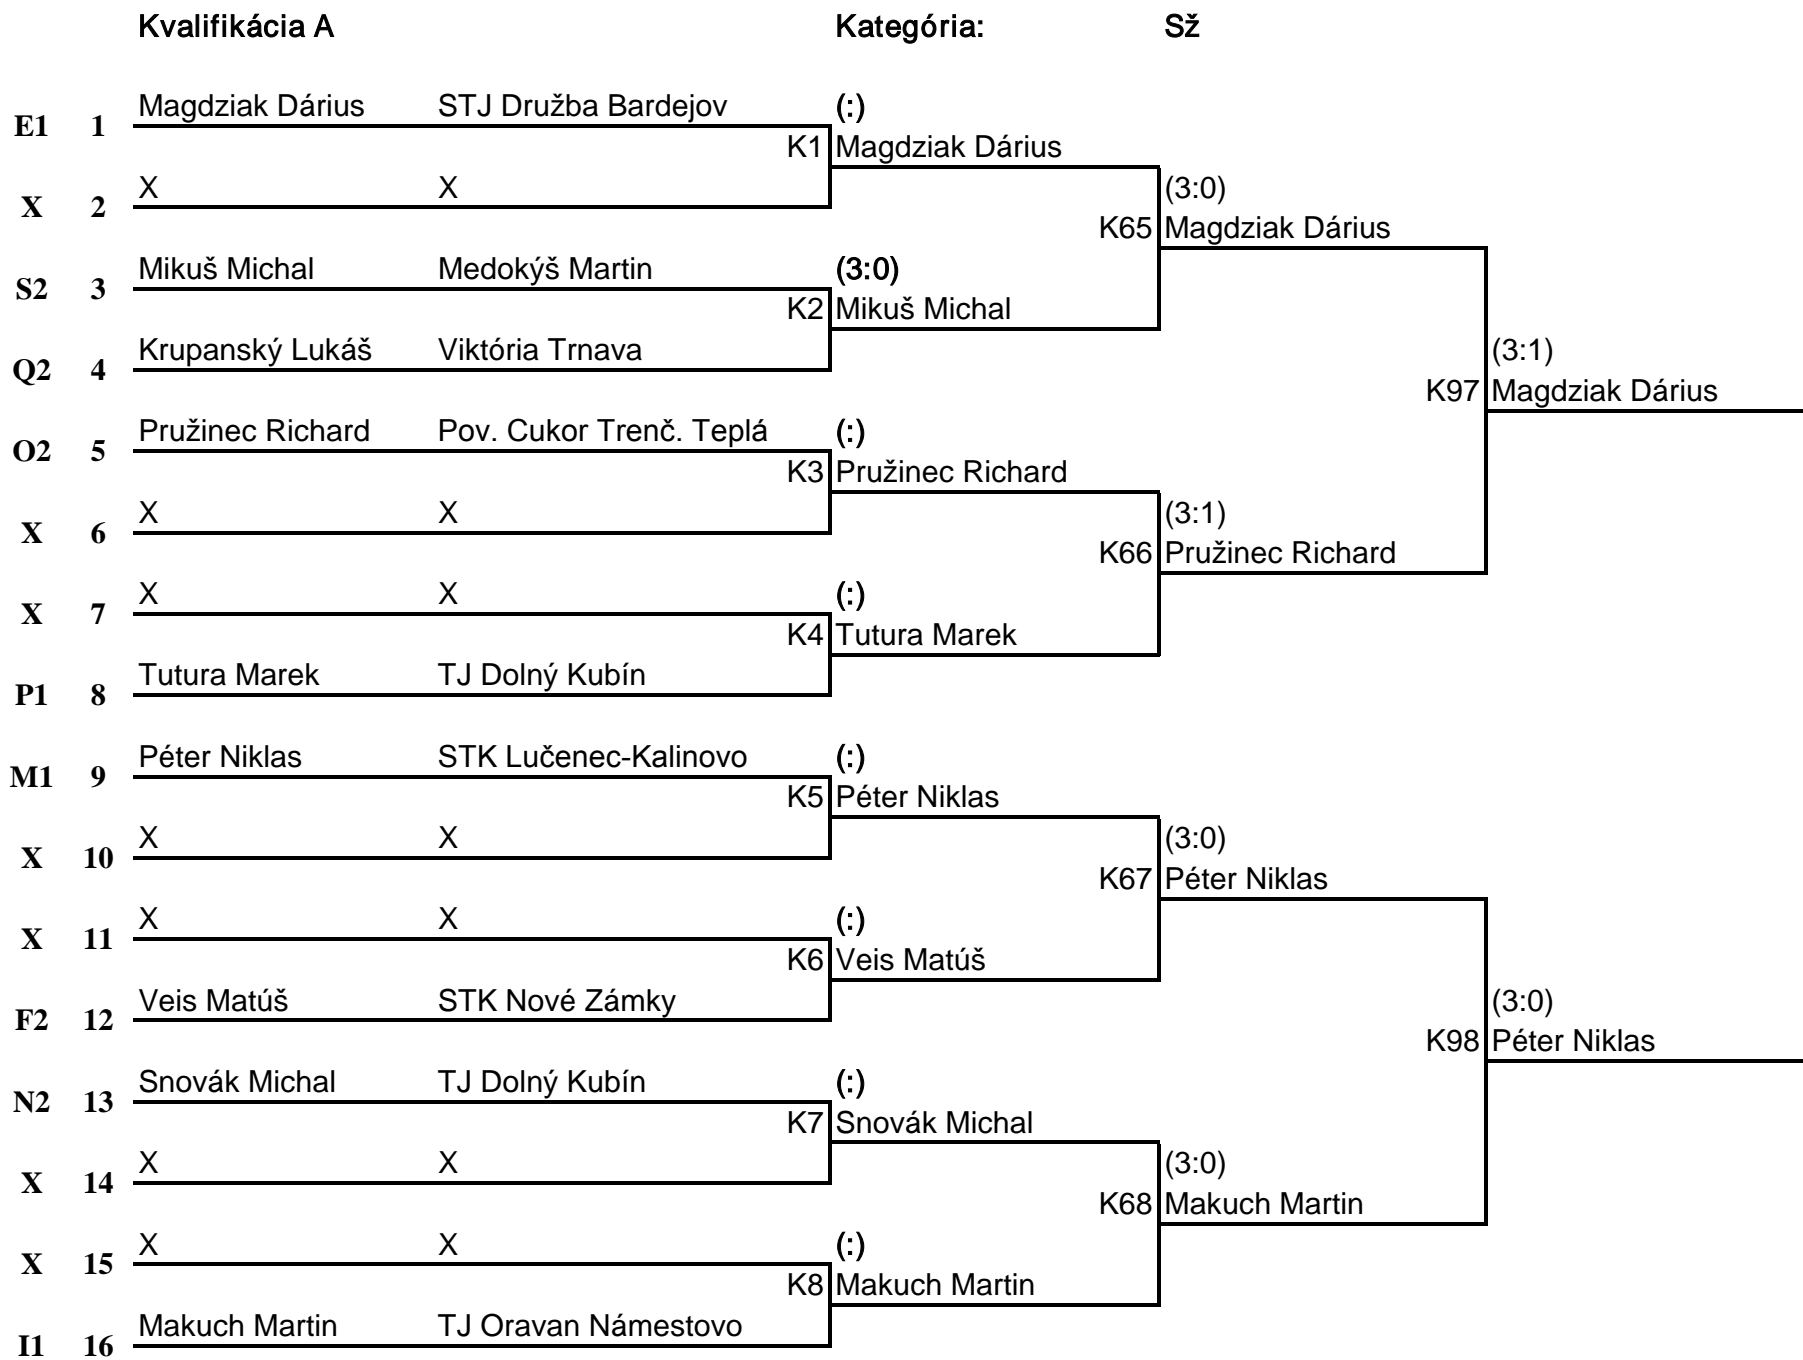 Kvalifikácia A Kategória: Sž
Magdziak Dárius STJ Družba Bardejov (:)
E1 1
K1 Magdziak Dárius
X X (3:0)
X 2
K65 Magdziak Dárius
Mikuš Michal Medokýš Martin (3:0)
S2 3
K2 Mikuš Michal
Krupanský Lukáš Viktória Trnava (3:1)
Q2 4
K97 Magdziak Dárius
Pružinec Richard Pov. Cukor Trenč. Teplá (:)
O2 5
K3 Pružinec Richard
X X (3:1)
X 6
K66 Pružinec Richard
X X (:)
X 7
K4 Tutura Marek
Tutura Marek TJ Dolný Kubín
P1 8
Péter Niklas STK Lučenec-Kalinovo (:)
M1 9
K5 Péter Niklas
X X (3:0)
X 10
K67 Péter Niklas
X X (:)
X 11
K6 Veis Matúš
Veis Matúš STK Nové Zámky (3:0)
F2 12
K98 Péter Niklas
Snovák Michal TJ Dolný Kubín (:)
N2 13
K7 Snovák Michal
X X (3:0)
X 14
K68 Makuch Martin
X X (:)
X 15
K8 Makuch Martin
Makuch Martin TJ Oravan Námestovo
I1 16